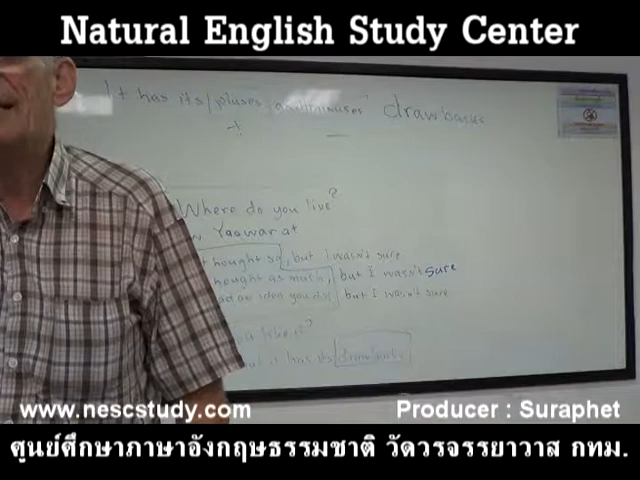 Natural English Study Center
It has its pluses and minuses drawbacks
+ —
Where do you live?
Yaowarat
thought so, but I wasn't sure
thought as much, but I wasn't sure
had an idea you did, but I wasn't sure
like it?
but it has its drawbacks
www.nescstudy.com Producer : Suraphet
ศูนย์ศึกษาภาษาอังกฤษธรรมชาติ วัดวรจรรยาวาส กทม.